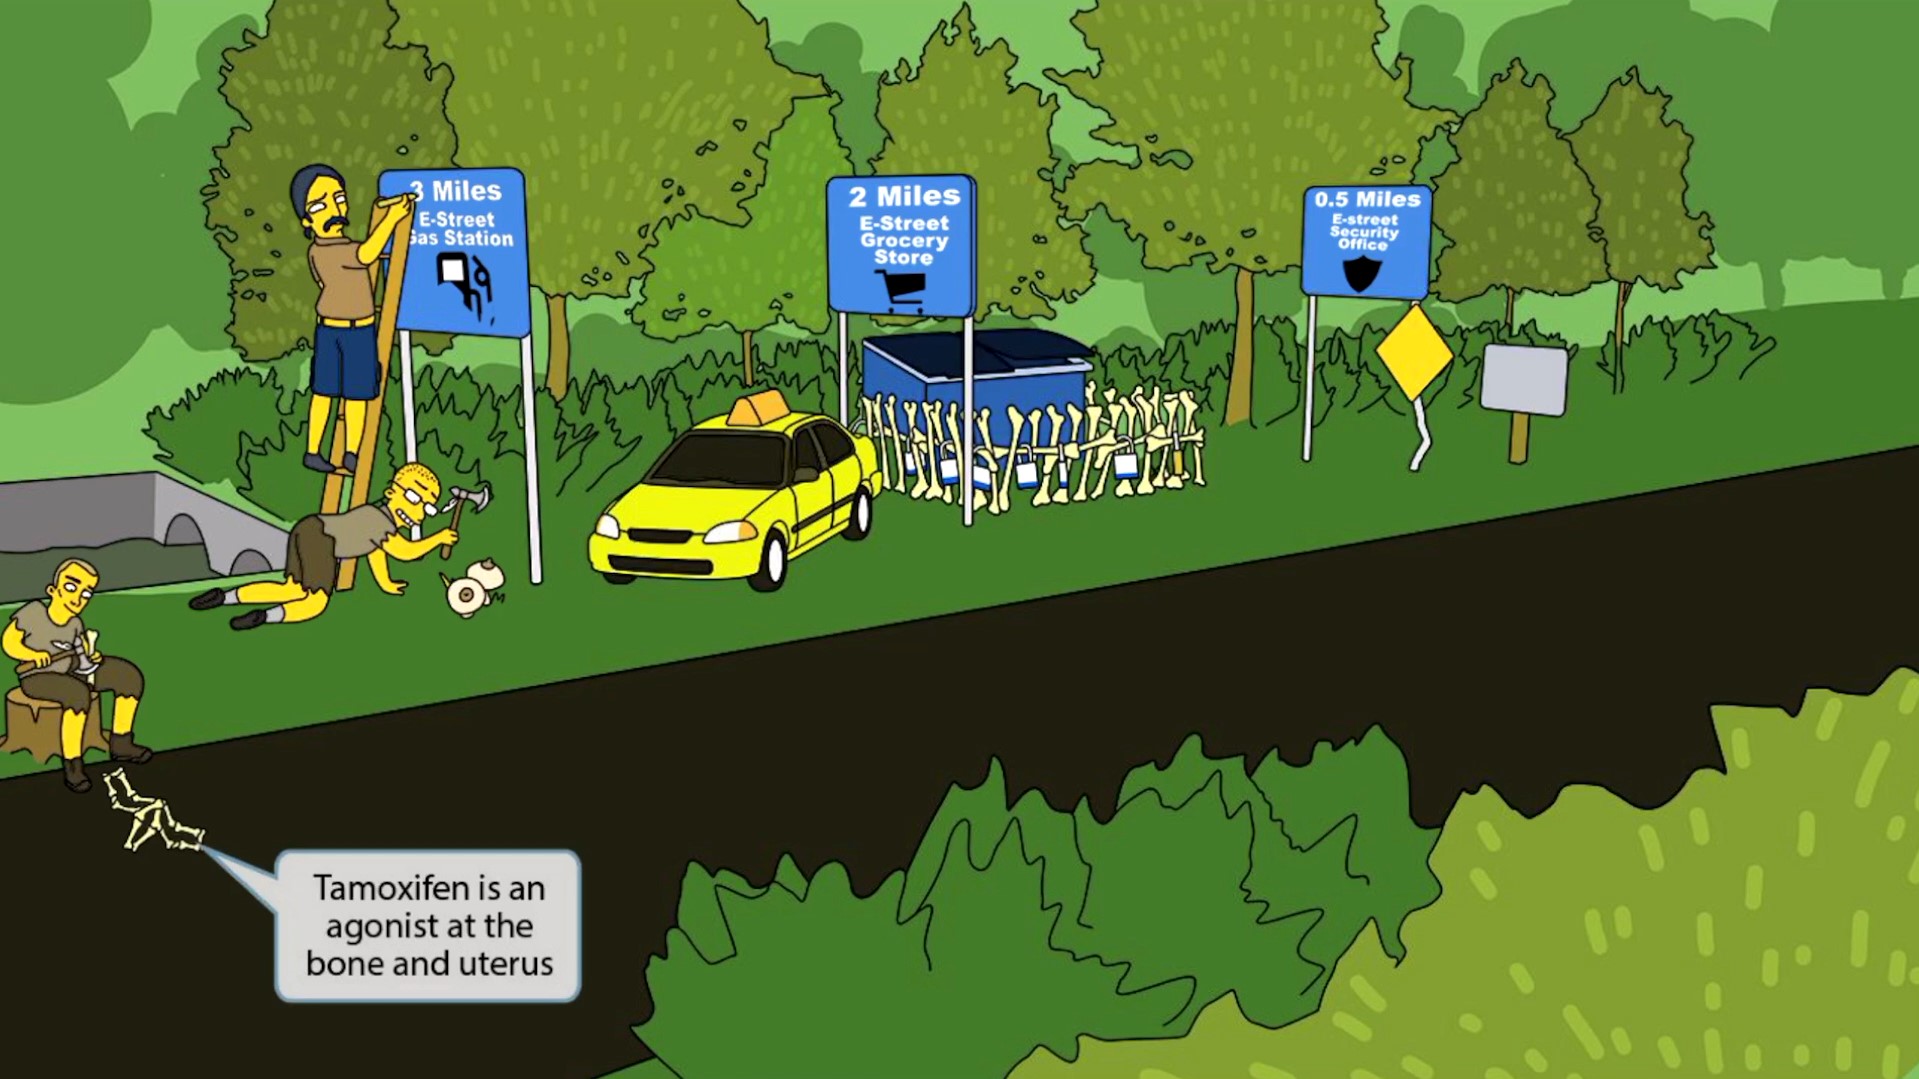 3 Miles
E-Street
Gas Station
2 Miles
E-Street
Grocery
Store
0.5 Miles
E-street
Security
Office
Tamoxifen is an
agonist at the
bone and uterus